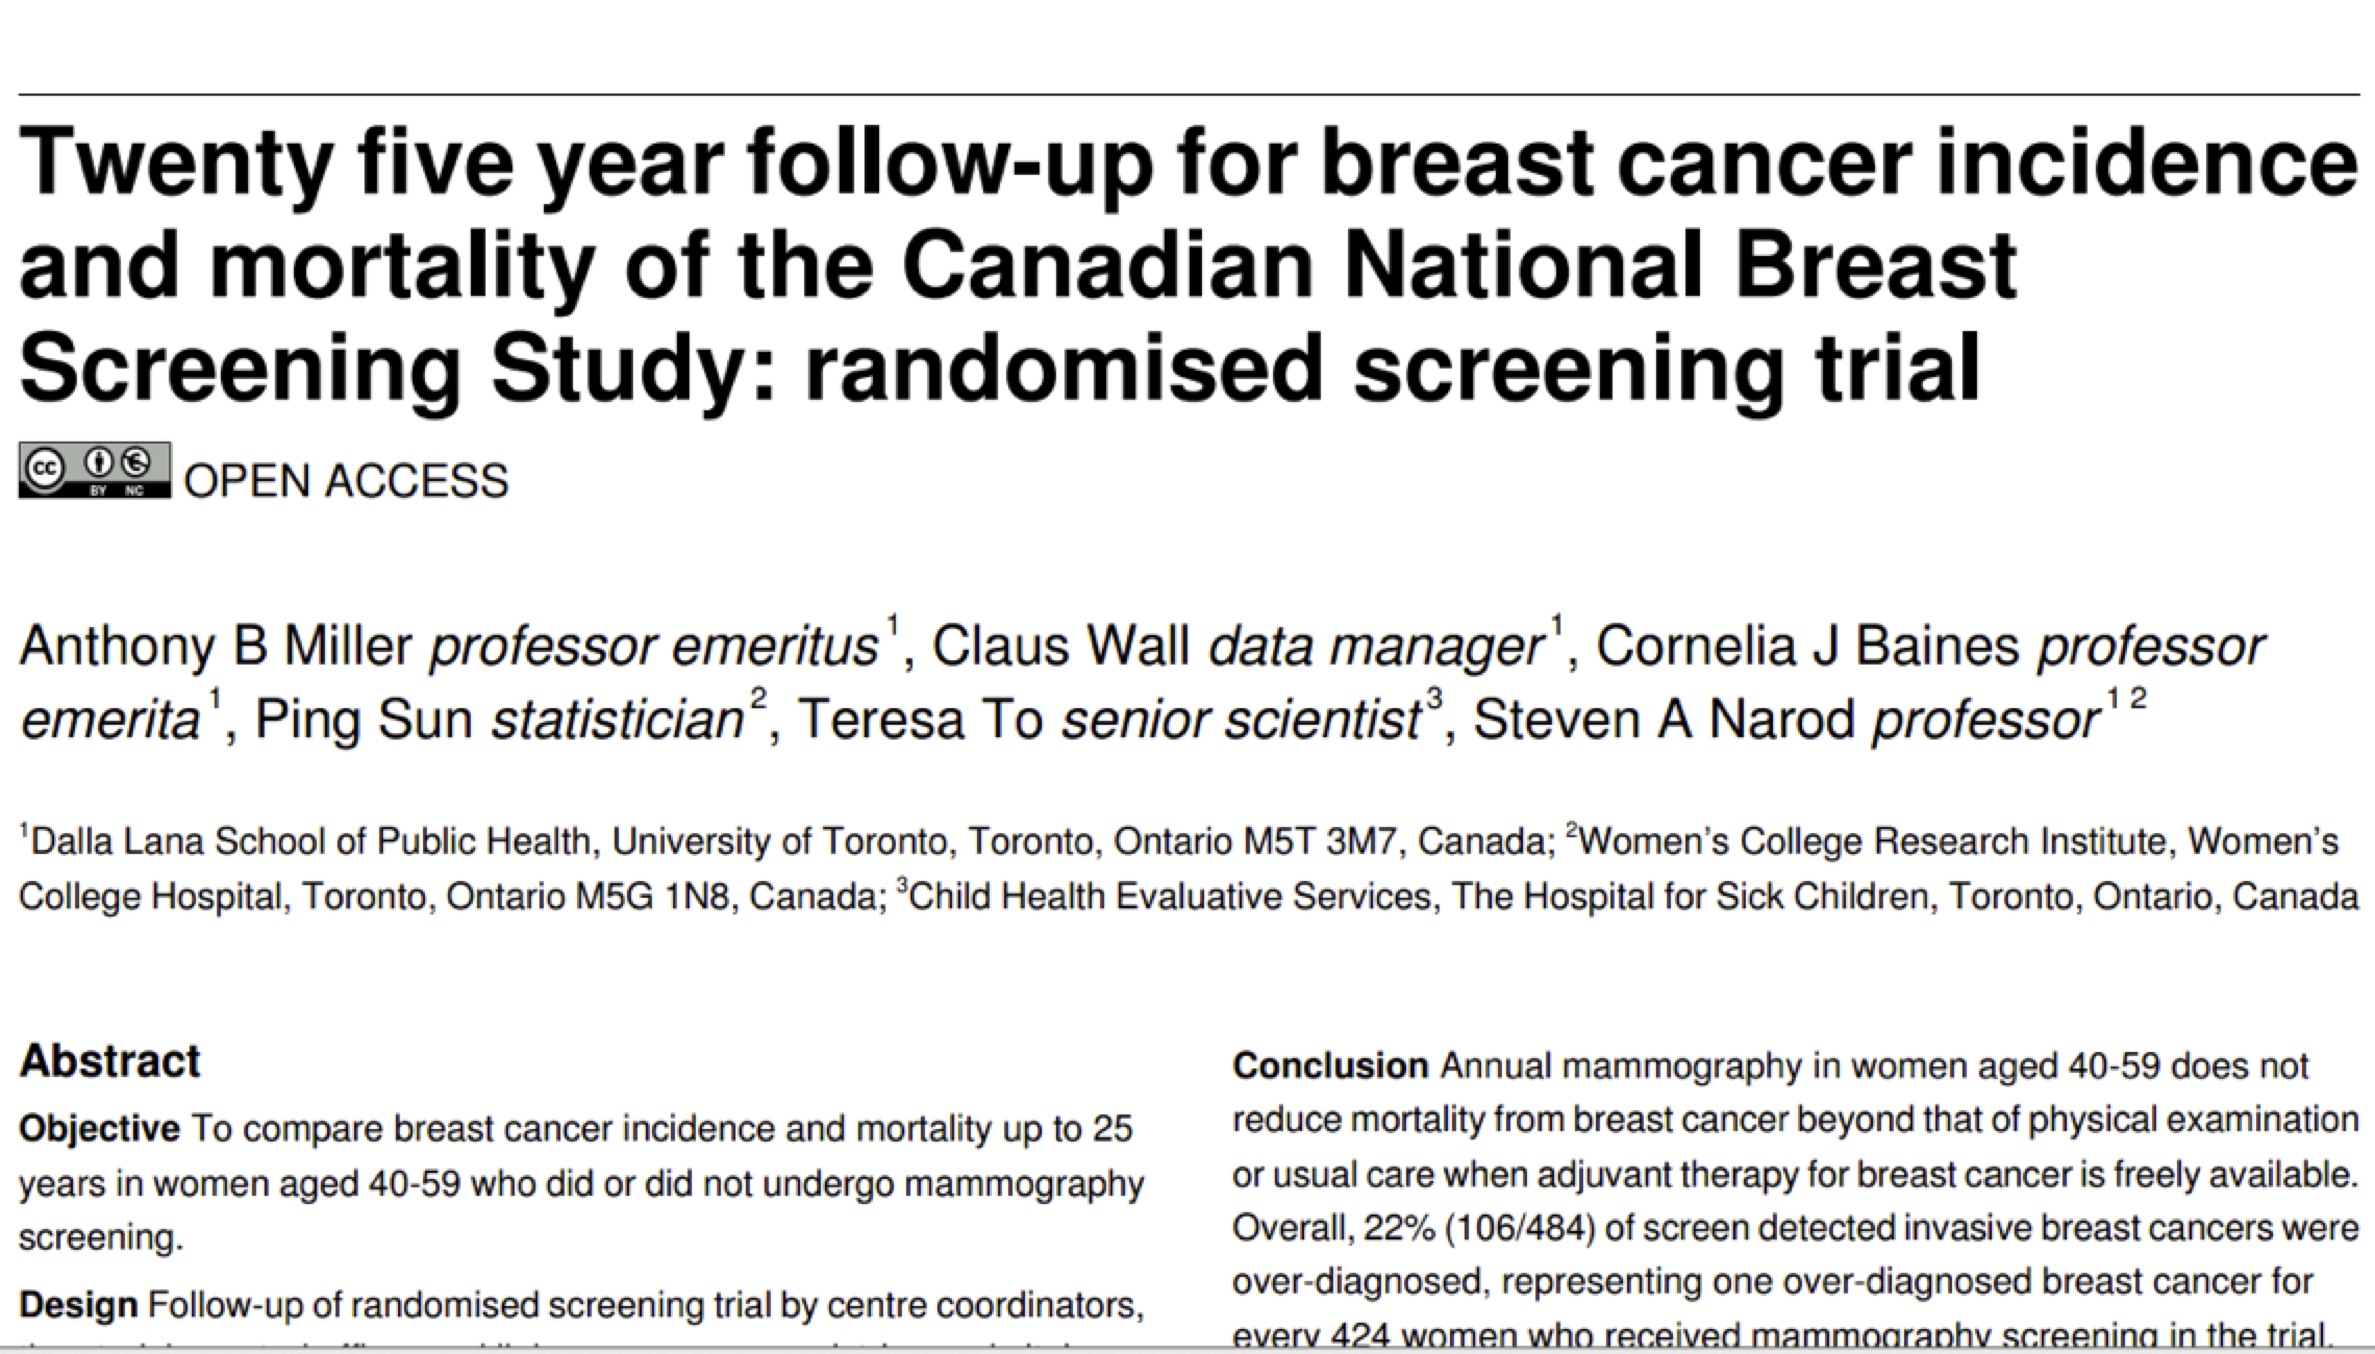 Twenty five year follow-up for breast cancer incidence
and mortality of the Canadian National Breast
Screening Study: randomised screening trial
cc BY NC OPEN ACCESS
Anthony B Miller professor emeritus 1, Claus Wall data manager 1, Cornelia J Baines professor
emerita 1, Ping Sun statistician 2, Teresa To senior scientist 3, Steven A Narod professor 1 2
1Dalla Lana School of Public Health, University of Toronto, Toronto, Ontario M5T 3M7, Canada; 2Women's College Research Institute, Women's
College Hospital, Toronto, Ontario M5G 1N8, Canada; 3Child Health Evaluative Services, The Hospital for Sick Children, Toronto, Ontario, Canada
Abstract
Objective To compare breast cancer incidence and mortality up to 25
years in women aged 40-59 who did or did not undergo mammography
screening.
Design Follow-up of randomised screening trial by centre coordinators,
Conclusion Annual mammography in women aged 40-59 does not
reduce mortality from breast cancer beyond that of physical examination
or usual care when adjuvant therapy for breast cancer is freely available.
Overall, 22% (106/484) of screen detected invasive breast cancers were
over-diagnosed, representing one over-diagnosed breast cancer for
every 424 women who received mammography screening in the trial.